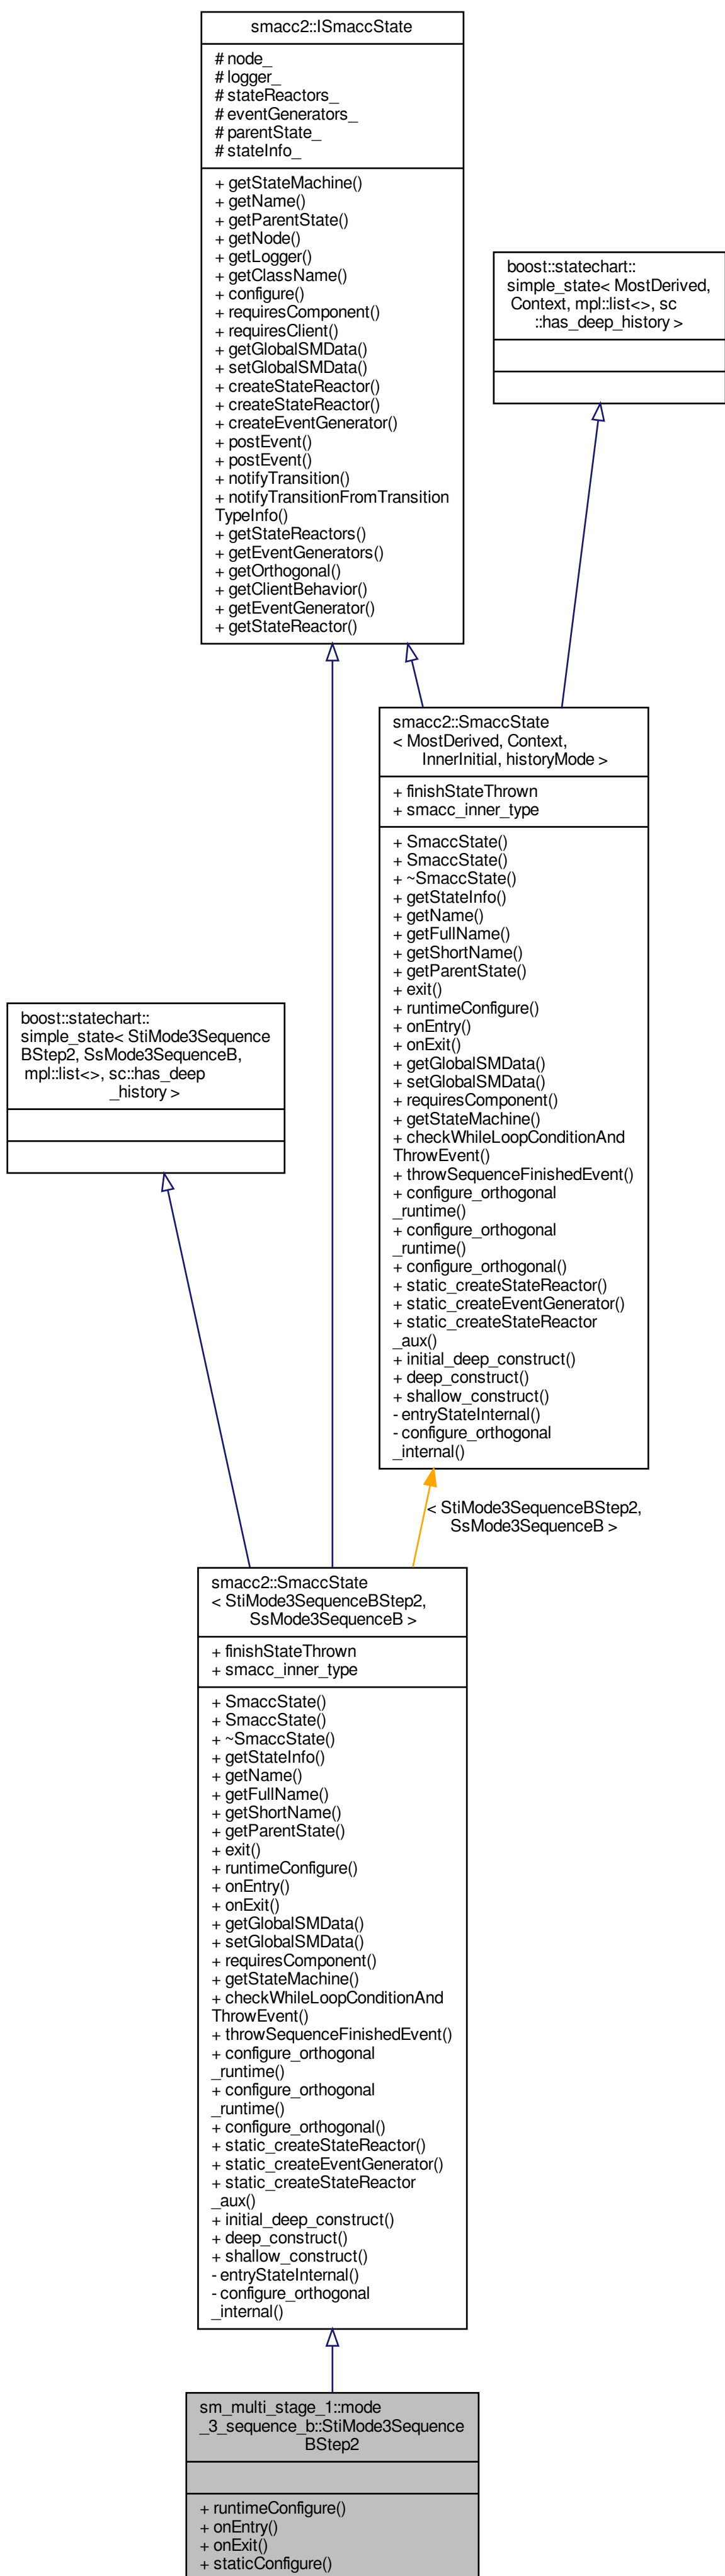 smacc2::ISmaccState
# node_
# logger_
# stateReactors_
# eventGenerators_
# parentState_
# stateInfo_
+ getStateMachine()
+ getName()
+ getParentState()
+ getNode()
+ getLogger()
+ getClassName()
+ configure()
+ requiresComponent()
+ requiresClient()
+ getGlobalSMData()
+ setGlobalSMData()
+ createStateReactor()
+ createStateReactor()
+ createEventGenerator()
+ postEvent()
+ postEvent()
+ notifyTransition()
+ notifyTransitionFromTransition
TypeInfo()
+ getStateReactors()
+ getEventGenerators()
+ getOrthogonal()
+ getClientBehavior()
+ getEventGenerator()
+ getStateReactor()
boost::statechart::
simple_state< MostDerived,
Context, mpl::list<>, sc
::has_deep_history >
smacc2::SmaccState
< MostDerived, Context,
InnerInitial, historyMode >
+ finishStateThrown
+ smacc_inner_type
+ SmaccState()
+ SmaccState()
+ ~SmaccState()
+ getStateInfo()
+ getName()
+ getFullName()
+ getShortName()
+ getParentState()
+ exit()
+ runtimeConfigure()
+ onEntry()
+ onExit()
+ getGlobalSMData()
+ setGlobalSMData()
+ requiresComponent()
+ getStateMachine()
+ checkWhileLoopConditionAnd
ThrowEvent()
+ throwSequenceFinishedEvent()
+ configure_orthogonal
_runtime()
+ configure_orthogonal
_runtime()
+ configure_orthogonal()
+ static_createStateReactor()
+ static_createEventGenerator()
+ static_createStateReactor
_aux()
+ initial_deep_construct()
+ deep_construct()
+ shallow_construct()
- entryStateInternal()
- configure_orthogonal
_internal()
boost::statechart::
simple_state< StiMode3Sequence
BStep2, SsMode3SequenceB,
mpl::list<>, sc::has_deep
_history >
< StiMode3SequenceBStep2,
SsMode3SequenceB >
smacc2::SmaccState
< StiMode3SequenceBStep2,
SsMode3SequenceB >
+ finishStateThrown
+ smacc_inner_type
+ SmaccState()
+ SmaccState()
+ ~SmaccState()
+ getStateInfo()
+ getName()
+ getFullName()
+ getShortName()
+ getParentState()
+ exit()
+ runtimeConfigure()
+ onEntry()
+ onExit()
+ getGlobalSMData()
+ setGlobalSMData()
+ requiresComponent()
+ getStateMachine()
+ checkWhileLoopConditionAnd
ThrowEvent()
+ throwSequenceFinishedEvent()
+ configure_orthogonal
_runtime()
+ configure_orthogonal
_runtime()
+ configure_orthogonal()
+ static_createStateReactor()
+ static_createEventGenerator()
+ static_createStateReactor
_aux()
+ initial_deep_construct()
+ deep_construct()
+ shallow_construct()
- entryStateInternal()
- configure_orthogonal
_internal()
sm_multi_stage_1::mode
_3_sequence_b::StiMode3Sequence
BStep2
+ runtimeConfigure()
+ onEntry()
+ onExit()
+ staticConfigure()